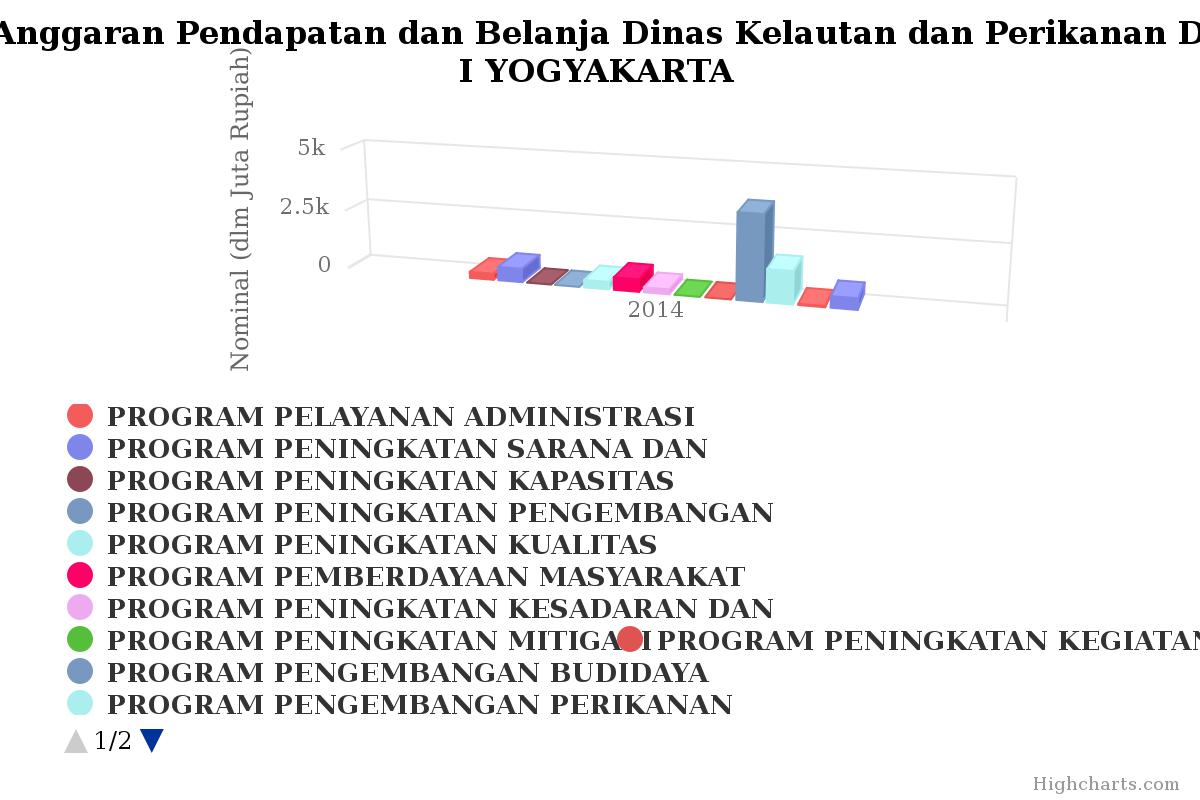 Anggaran Pendapatan dan Belanja Dinas Kelautan dan Perikanan D
I YOGYAKARTA
Nominal (dlm Juta Rupiah)
5k
2.5k
0
2014
PROGRAM PELAYANAN ADMINISTRASI
PROGRAM PENINGKATAN SARANA DAN
PROGRAM PENINGKATAN KAPASITAS
PROGRAM PENINGKATAN PENGEMBANGAN
PROGRAM PENINGKATAN KUALITAS
PROGRAM PEMBERDAYAAN MASYARAKAT
PROGRAM PENINGKATAN KESADARAN DAN
PROGRAM PENINGKATAN MITIGASI PROGRAM PENINGKATAN KEGIATAN
PROGRAM PENGEMBANGAN BUDIDAYA
PROGRAM PENGEMBANGAN PERIKANAN
1/2
Highcharts.com